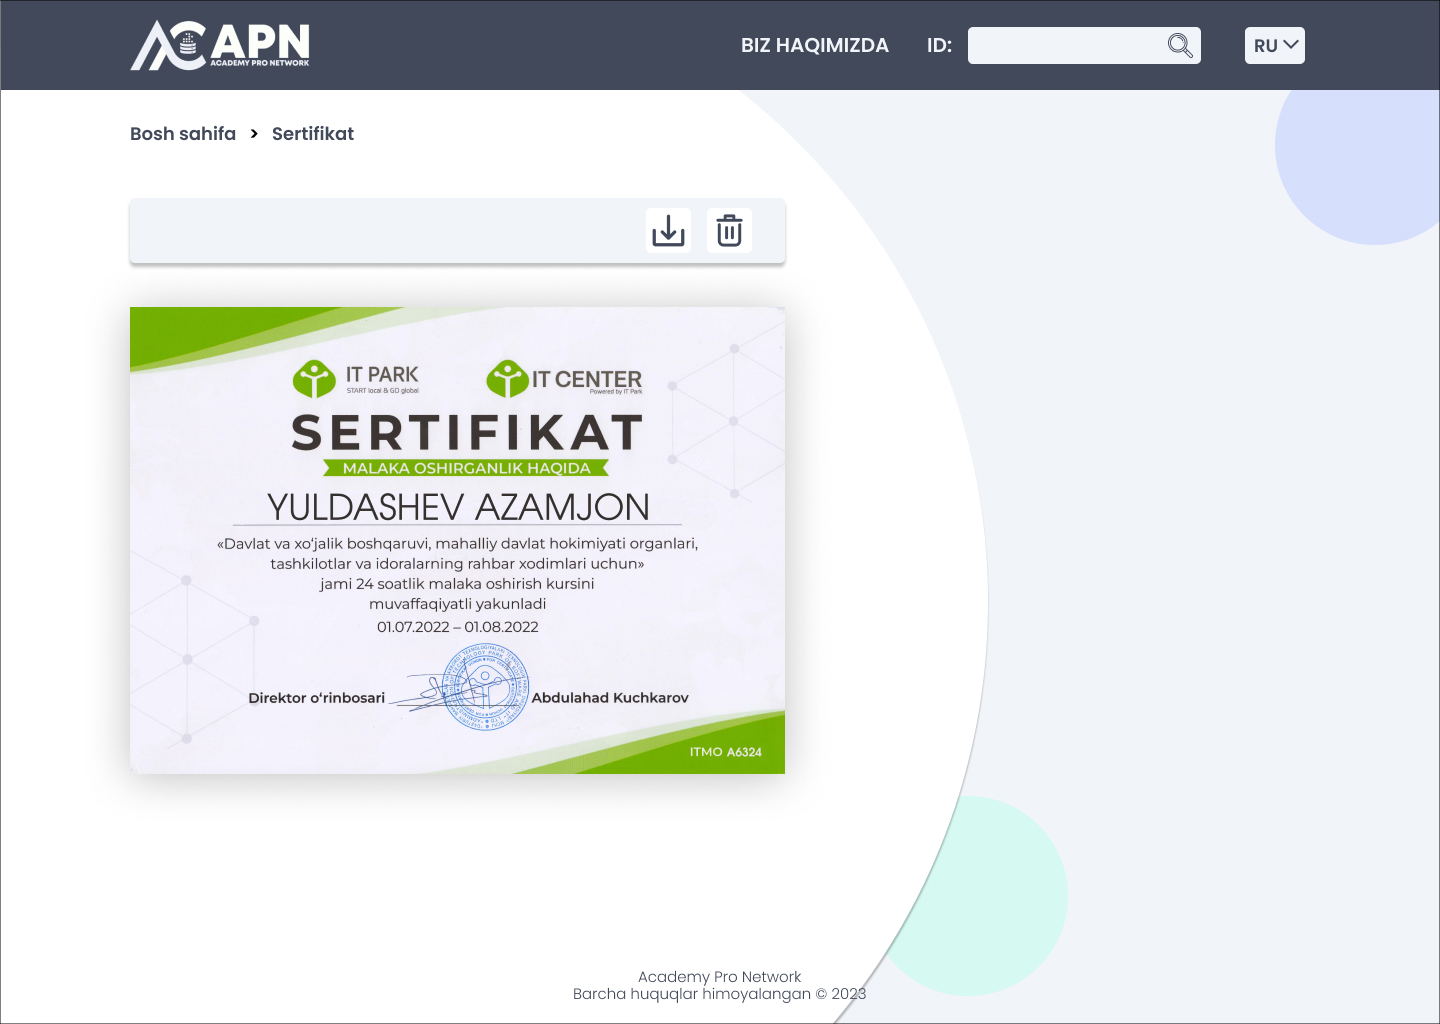 APN
ACADEMY PRO NETWORK
BIZ HAQIMIZDA
ID:
RU
Bosh sahifa > Sertifikat
IT PARK
START local & GO global
IT CENTER
Powered by IT Park
SERTIFIKAT
MALAKA OSHIRGANLIK HAQIDA
YULDASHEV AZAMJON
«Davlat va xo‘jalik boshqaruvi, mahalliy davlat hokimiyati organlari,
tashkilotlar va idoralarning rahbar xodimlari uchun»
jami 24 soatlik malaka oshirish kursini
muvaffaqiyatli yakunladi
01.07.2022 – 01.08.2022
Direktor o‘rinbosari
Abdulahad Kuchkarov
ITMO A6324
Academy Pro Network
Barcha huquqlar himoyalangan © 2023